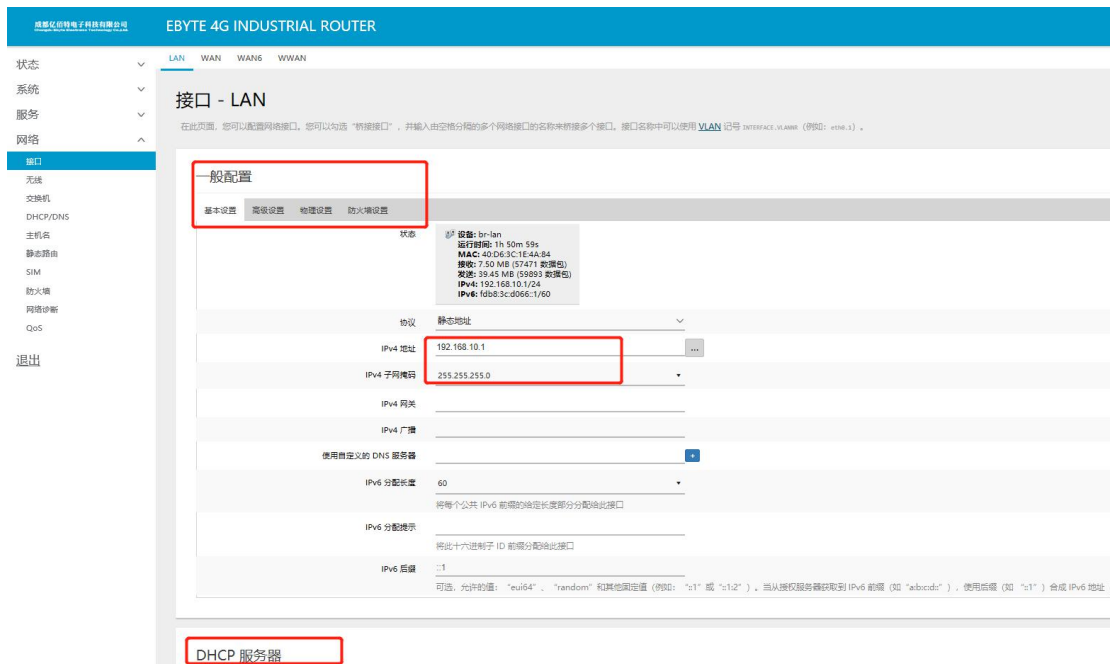 成都亿佰特电子科技有限公司
EBYTE 4G INDUSTRIAL ROUTER
状态
系统
服务
网络
接口
无线
交换机
DHCP/DNS
主机名
静态路由
SIM
防火墙
网络诊断
QoS
退出
LAN WAN WAN6 WWAN
接口 - LAN
在此页面，您可以配置网络接口。您可以勾选“桥接接口”，并输入由空格分隔的多个网络接口的名称来桥接多个接口。接口名称中可以使用 VLAN 记号 INTERFACE.VLANNR（例如：eth0.1）。
一般配置
基本设置 高级设置 物理设置 防火墙设置
状态
设备: br-lan
运行时间: 1h 50m 59s
MAC: 40:D6:3C:1E:4A:84
接收: 7.50 MB (57471 数据包)
发送: 39.45 MB (59893 数据包)
IPv4: 192.168.10.1/24
IPv6: fdb8:3c:d066::1/60
协议 静态地址
IPv4 地址 192.168.10.1 ...
IPv4 子网掩码 255.255.255.0
IPv4 网关
IPv4 广播
使用自定义的 DNS 服务器 +
IPv6 分配长度 60
将每个公共 IPv6 前缀的给定长度部分分配给此接口
IPv6 分配提示
将此十六进制子 ID 前缀分配给此接口
IPv6 后缀 ::1
可选，允许的值：“eui64”、“random”和其他固定值（例如：“::1”或“::1:2”）。当从授权服务器获取到 IPv6 前缀（如“a:b:c:d::”），使用后缀（如 “::1”）合成 IPv6 地址
DHCP 服务器